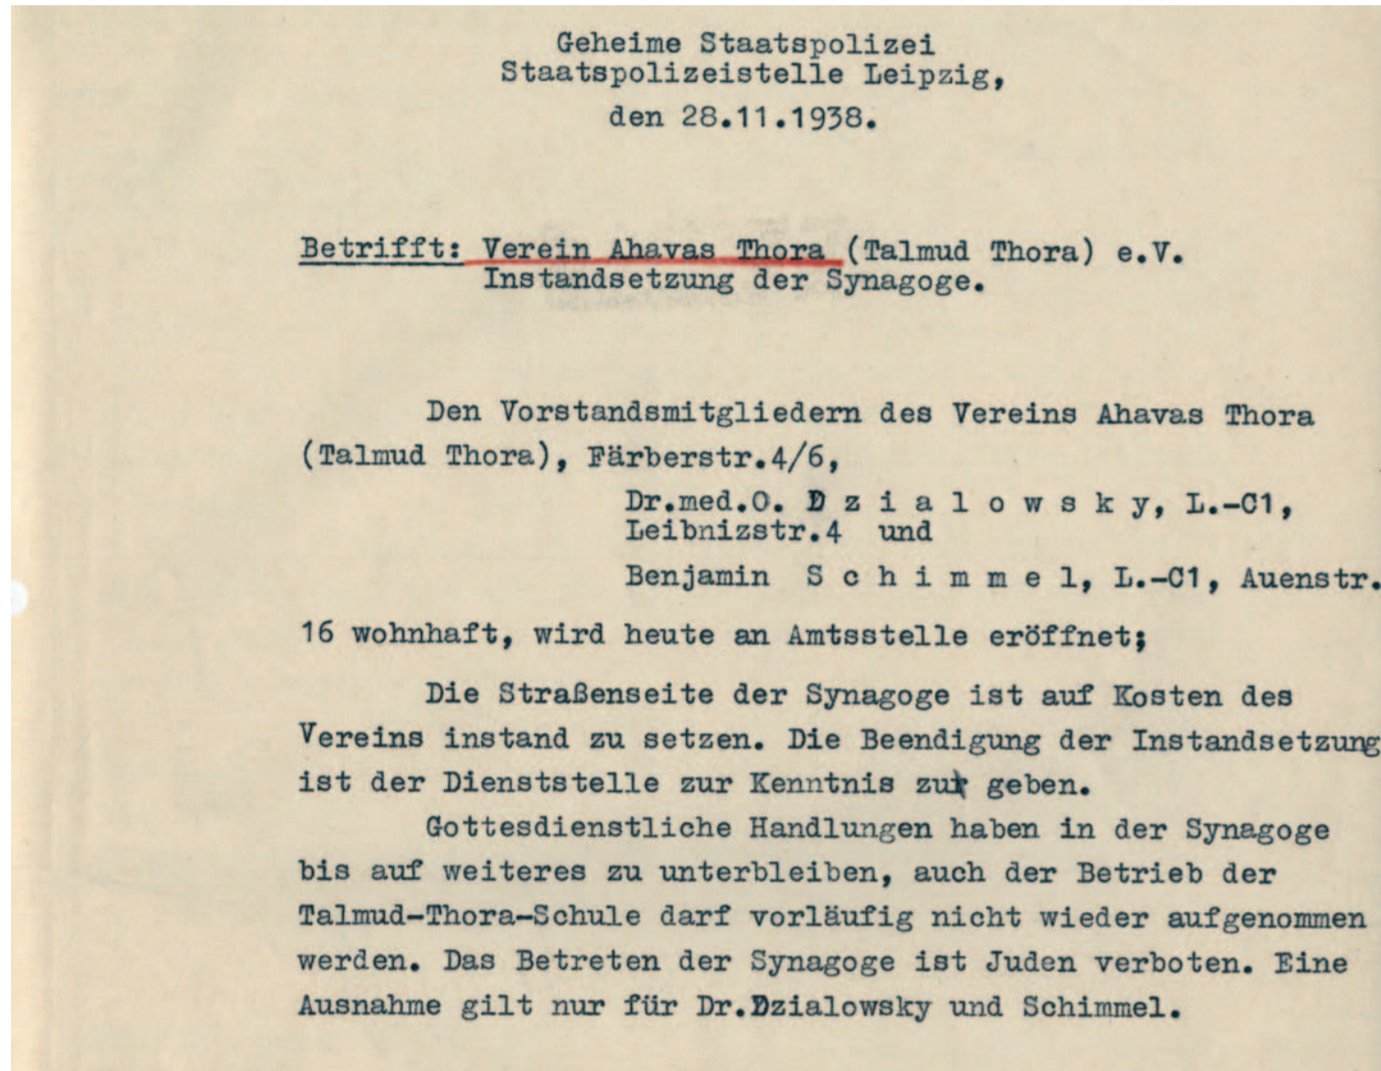 Geheime Staatspolizei
Staatspolizeistelle Leipzig,
den 28.11.1938.
Betrifft: Verein Ahavas Thora (Talmud Thora) e.V.
Instandsetzung der Synagoge.
Den Vorstandsmitgliedern des Vereins Ahavas Thora
(Talmud Thora), Färberstr.4/6,
Dr.med.O. D z i a l o w s k y, L.-C1,
Leibnizstr.4 und
Benjamin S c h i m m e l, L.-C1, Auenstr.
16 wohnhaft, wird heute an Amtsstelle eröffnet;
Die Straßenseite der Synagoge ist auf Kosten des
Vereins instand zu setzen. Die Beendigung der Instandsetzung
ist der Dienststelle zur Kenntnis zu geben.
Gottesdienstliche Handlungen haben in der Synagoge
bis auf weiteres zu unterbleiben, auch der Betrieb der
Talmud-Thora-Schule darf vorläufig nicht wieder aufgenommen
werden. Das Betreten der Synagoge ist Juden verboten. Eine
Ausnahme gilt nur für Dr.Dzialowsky und Schimmel.